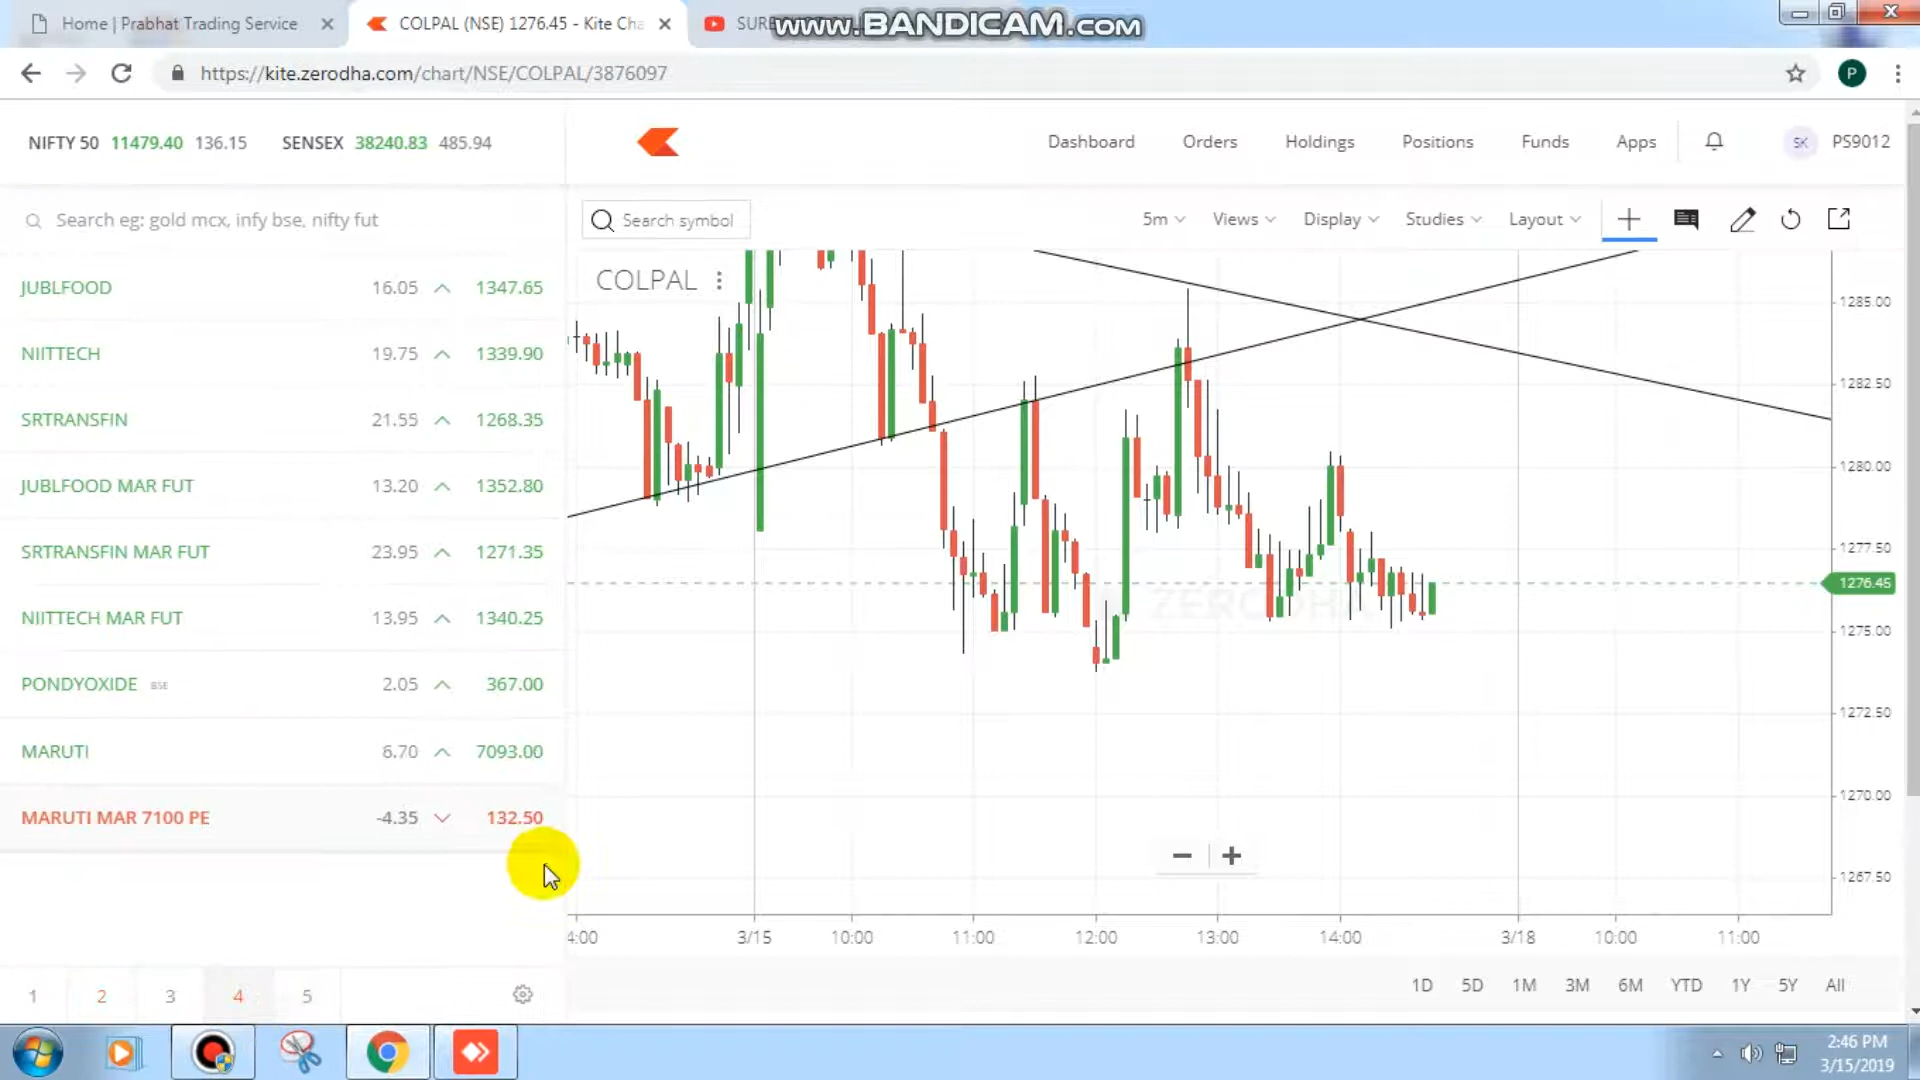 Home | Prabhat Trading Service
COLPAL (NSE) 1276.45 - Kite Cha
SURE
www.BANDICAM.com
https://kite.zerodha.com/chart/NSE/COLPAL/3876097
P
NIFTY 50 11479.40 136.15 SENSEX 38240.83 485.94
Dashboard Orders Holdings Positions Funds Apps SK PS9012
Search eg: gold mcx, infy bse, nifty fut
Search symbol 5m Views Display Studies Layout
COLPAL
JUBLFOOD 16.05 1347.65
NIITTECH 19.75 1339.90
SRTRANSFIN 21.55 1268.35
JUBLFOOD MAR FUT 13.20 1352.80
SRTRANSFIN MAR FUT 23.95 1271.35
NIITTECH MAR FUT 13.95 1340.25
PONDYOXIDE BSE 2.05 367.00
MARUTI 6.70 7093.00
MARUTI MAR 7100 PE -4.35 132.50
1285.00
1282.50
1280.00
1277.50
1276.45
ZERODHA
1275.00
1272.50
1270.00
1267.50
4:00 3/15 10:00 11:00 12:00 13:00 14:00 3/18 10:00 11:00
1 2 3 4 5
1D 5D 1M 3M 6M YTD 1Y 5Y All
2:46 PM
3/15/2019